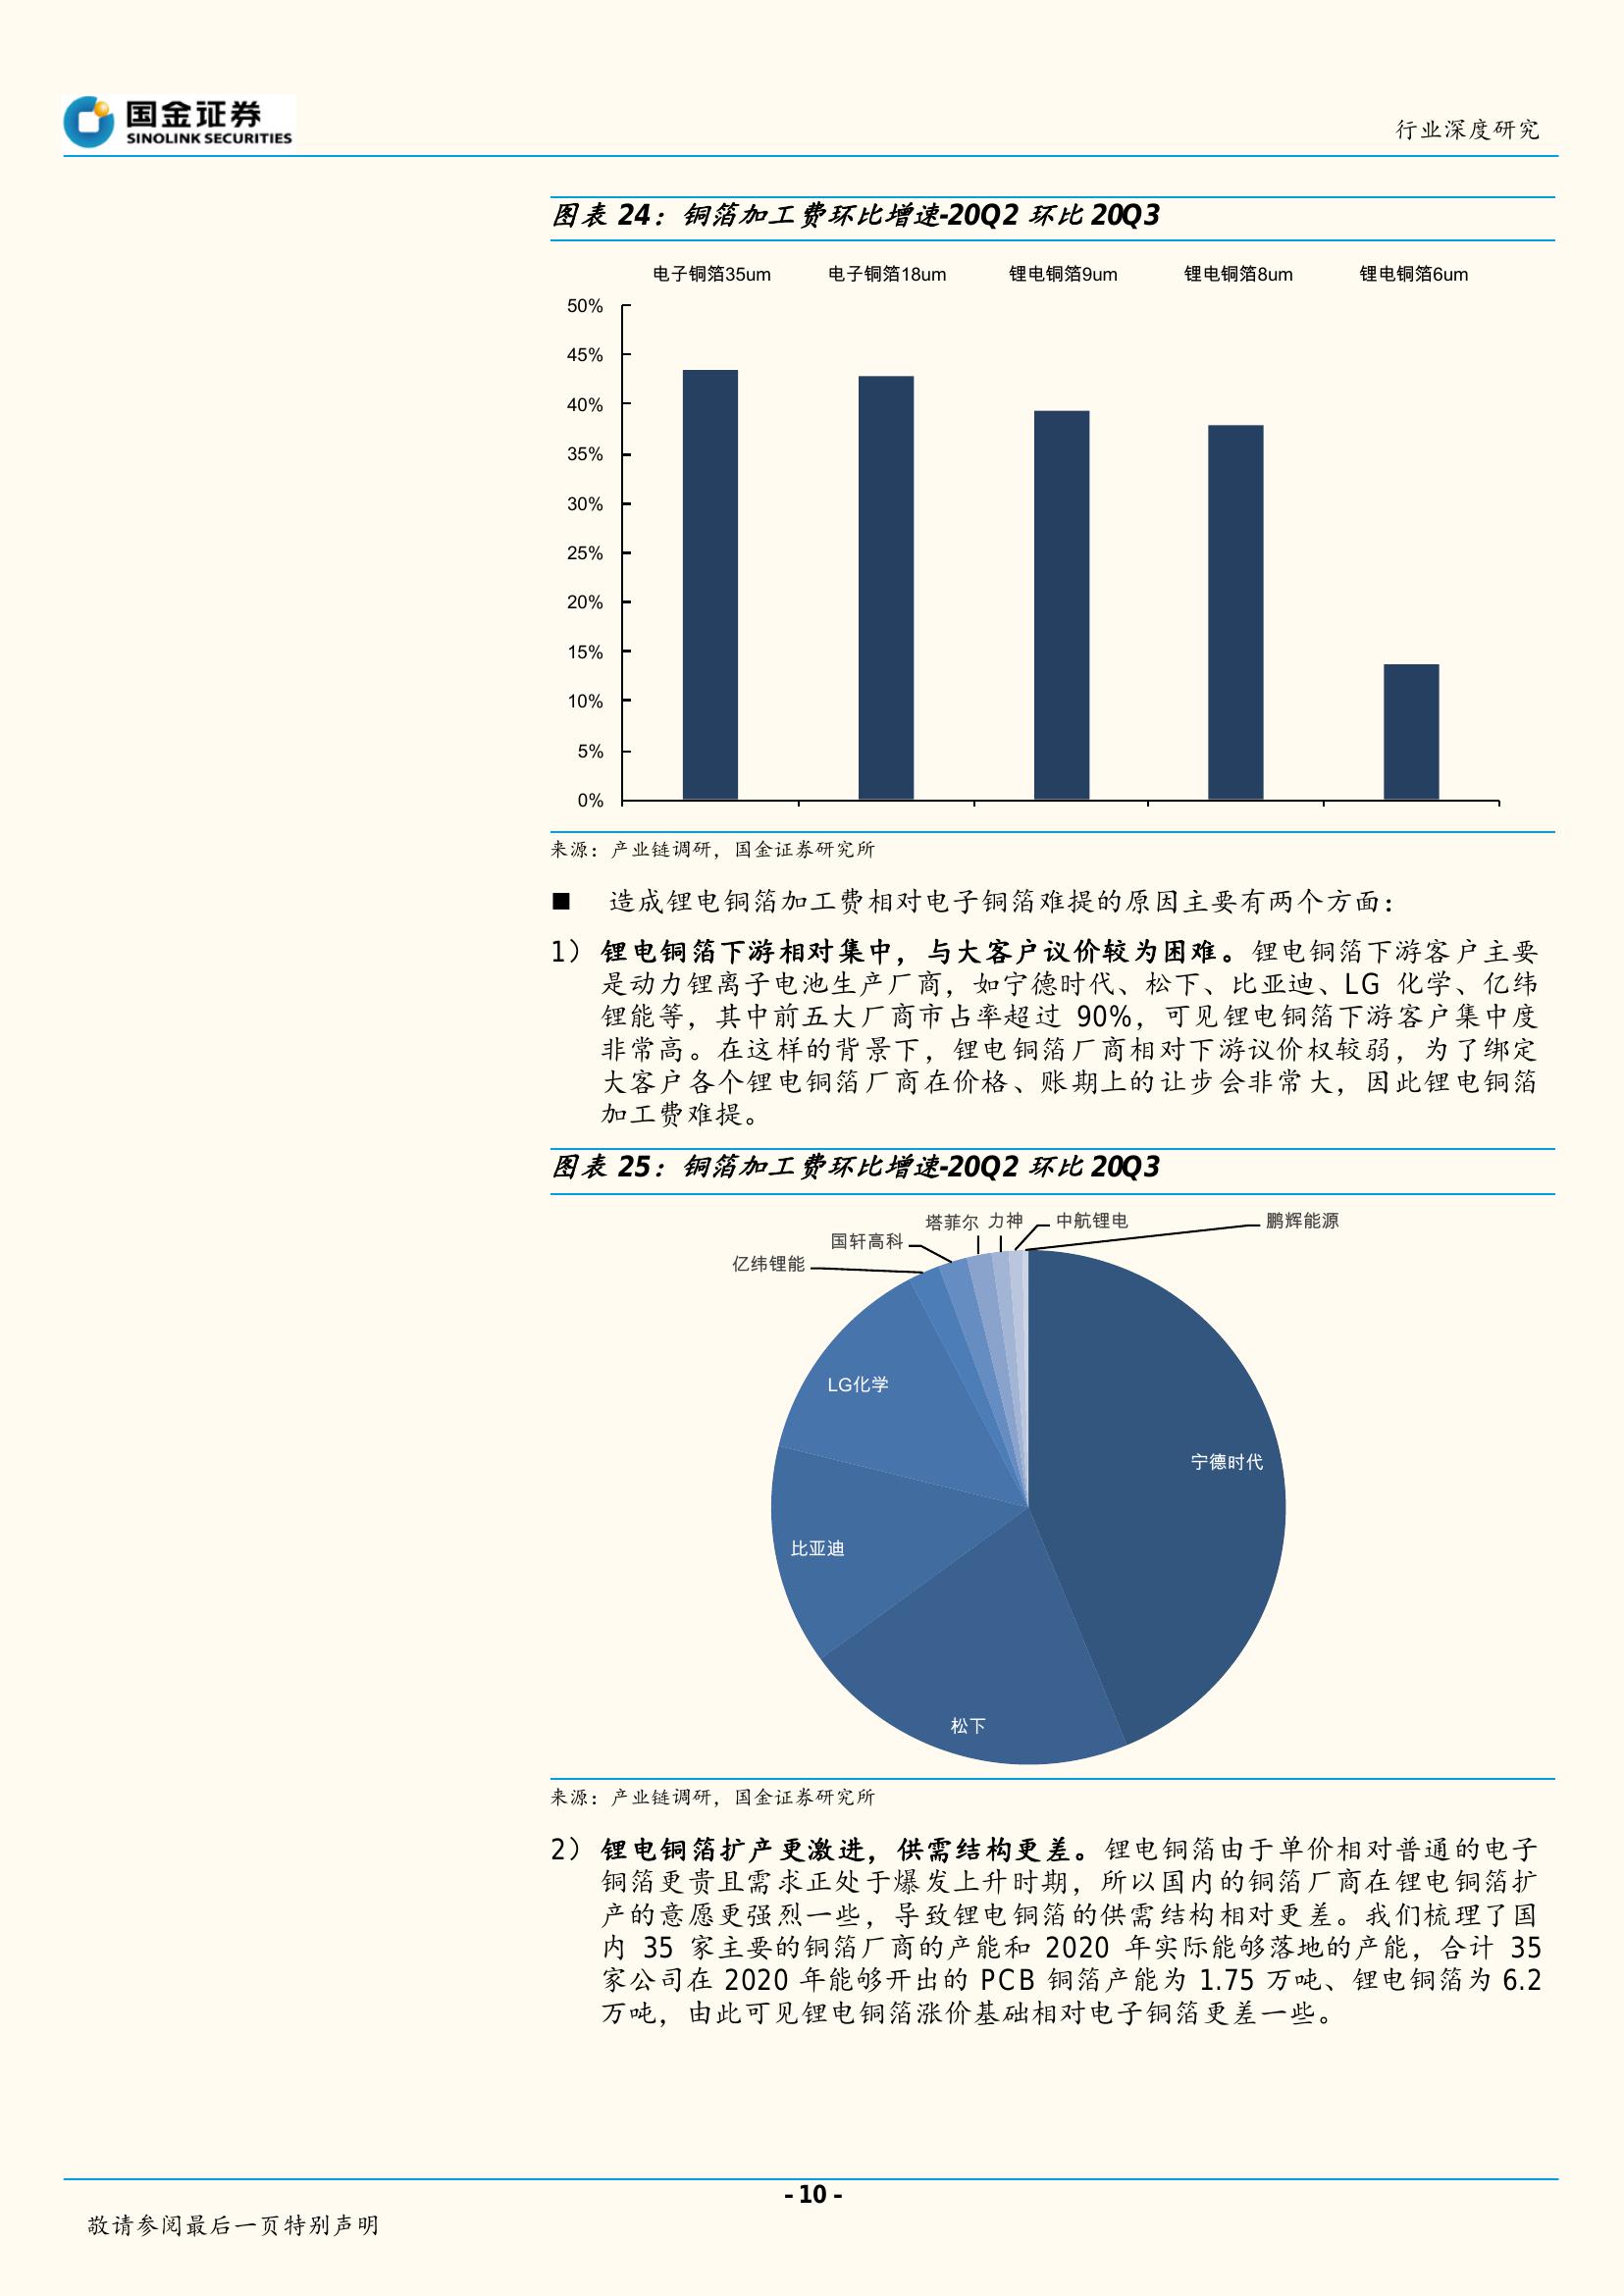 国金证券
SINOLINK SECURITIES
行业深度研究
图表 24：铜箔加工费环比增速-20Q2 环比 20Q3
电子铜箔35um 电子铜箔18um 锂电铜箔9um 锂电铜箔8um 锂电铜箔6um
50%
45%
40%
35%
30%
25%
20%
15%
10%
5%
0%
来源：产业链调研，国金证券研究所
■ 造成锂电铜箔加工费相对电子铜箔难提的原因主要有两个方面：
1）锂电铜箔下游相对集中，与大客户议价较为困难。锂电铜箔下游客户主要
是动力锂离子电池生产厂商，如宁德时代、松下、比亚迪、LG 化学、亿纬
锂能等，其中前五大厂商市占率超过 90%，可见锂电铜箔下游客户集中度
非常高。在这样的背景下，锂电铜箔厂商相对下游议价权较弱，为了绑定
大客户各个锂电铜箔厂商在价格、账期上的让步会非常大，因此锂电铜箔
加工费难提。
图表 25：铜箔加工费环比增速-20Q2 环比 20Q3
塔菲尔 力神 中航锂电 鹏辉能源
国轩高科
亿纬锂能
LG化学
宁德时代
比亚迪
松下
来源：产业链调研，国金证券研究所
2）锂电铜箔扩产更激进，供需结构更差。锂电铜箔由于单价相对普通的电子
铜箔更贵且需求正处于爆发上升时期，所以国内的铜箔厂商在锂电铜箔扩
产的意愿更强烈一些，导致锂电铜箔的供需结构相对更差。我们梳理了国
内 35 家主要的铜箔厂商的产能和 2020 年实际能够落地的产能，合计 35
家公司在 2020 年能够开出的 PCB 铜箔产能为 1.75 万吨、锂电铜箔为 6.2
万吨，由此可见锂电铜箔涨价基础相对电子铜箔更差一些。
- 10 -
敬请参阅最后一页特别声明